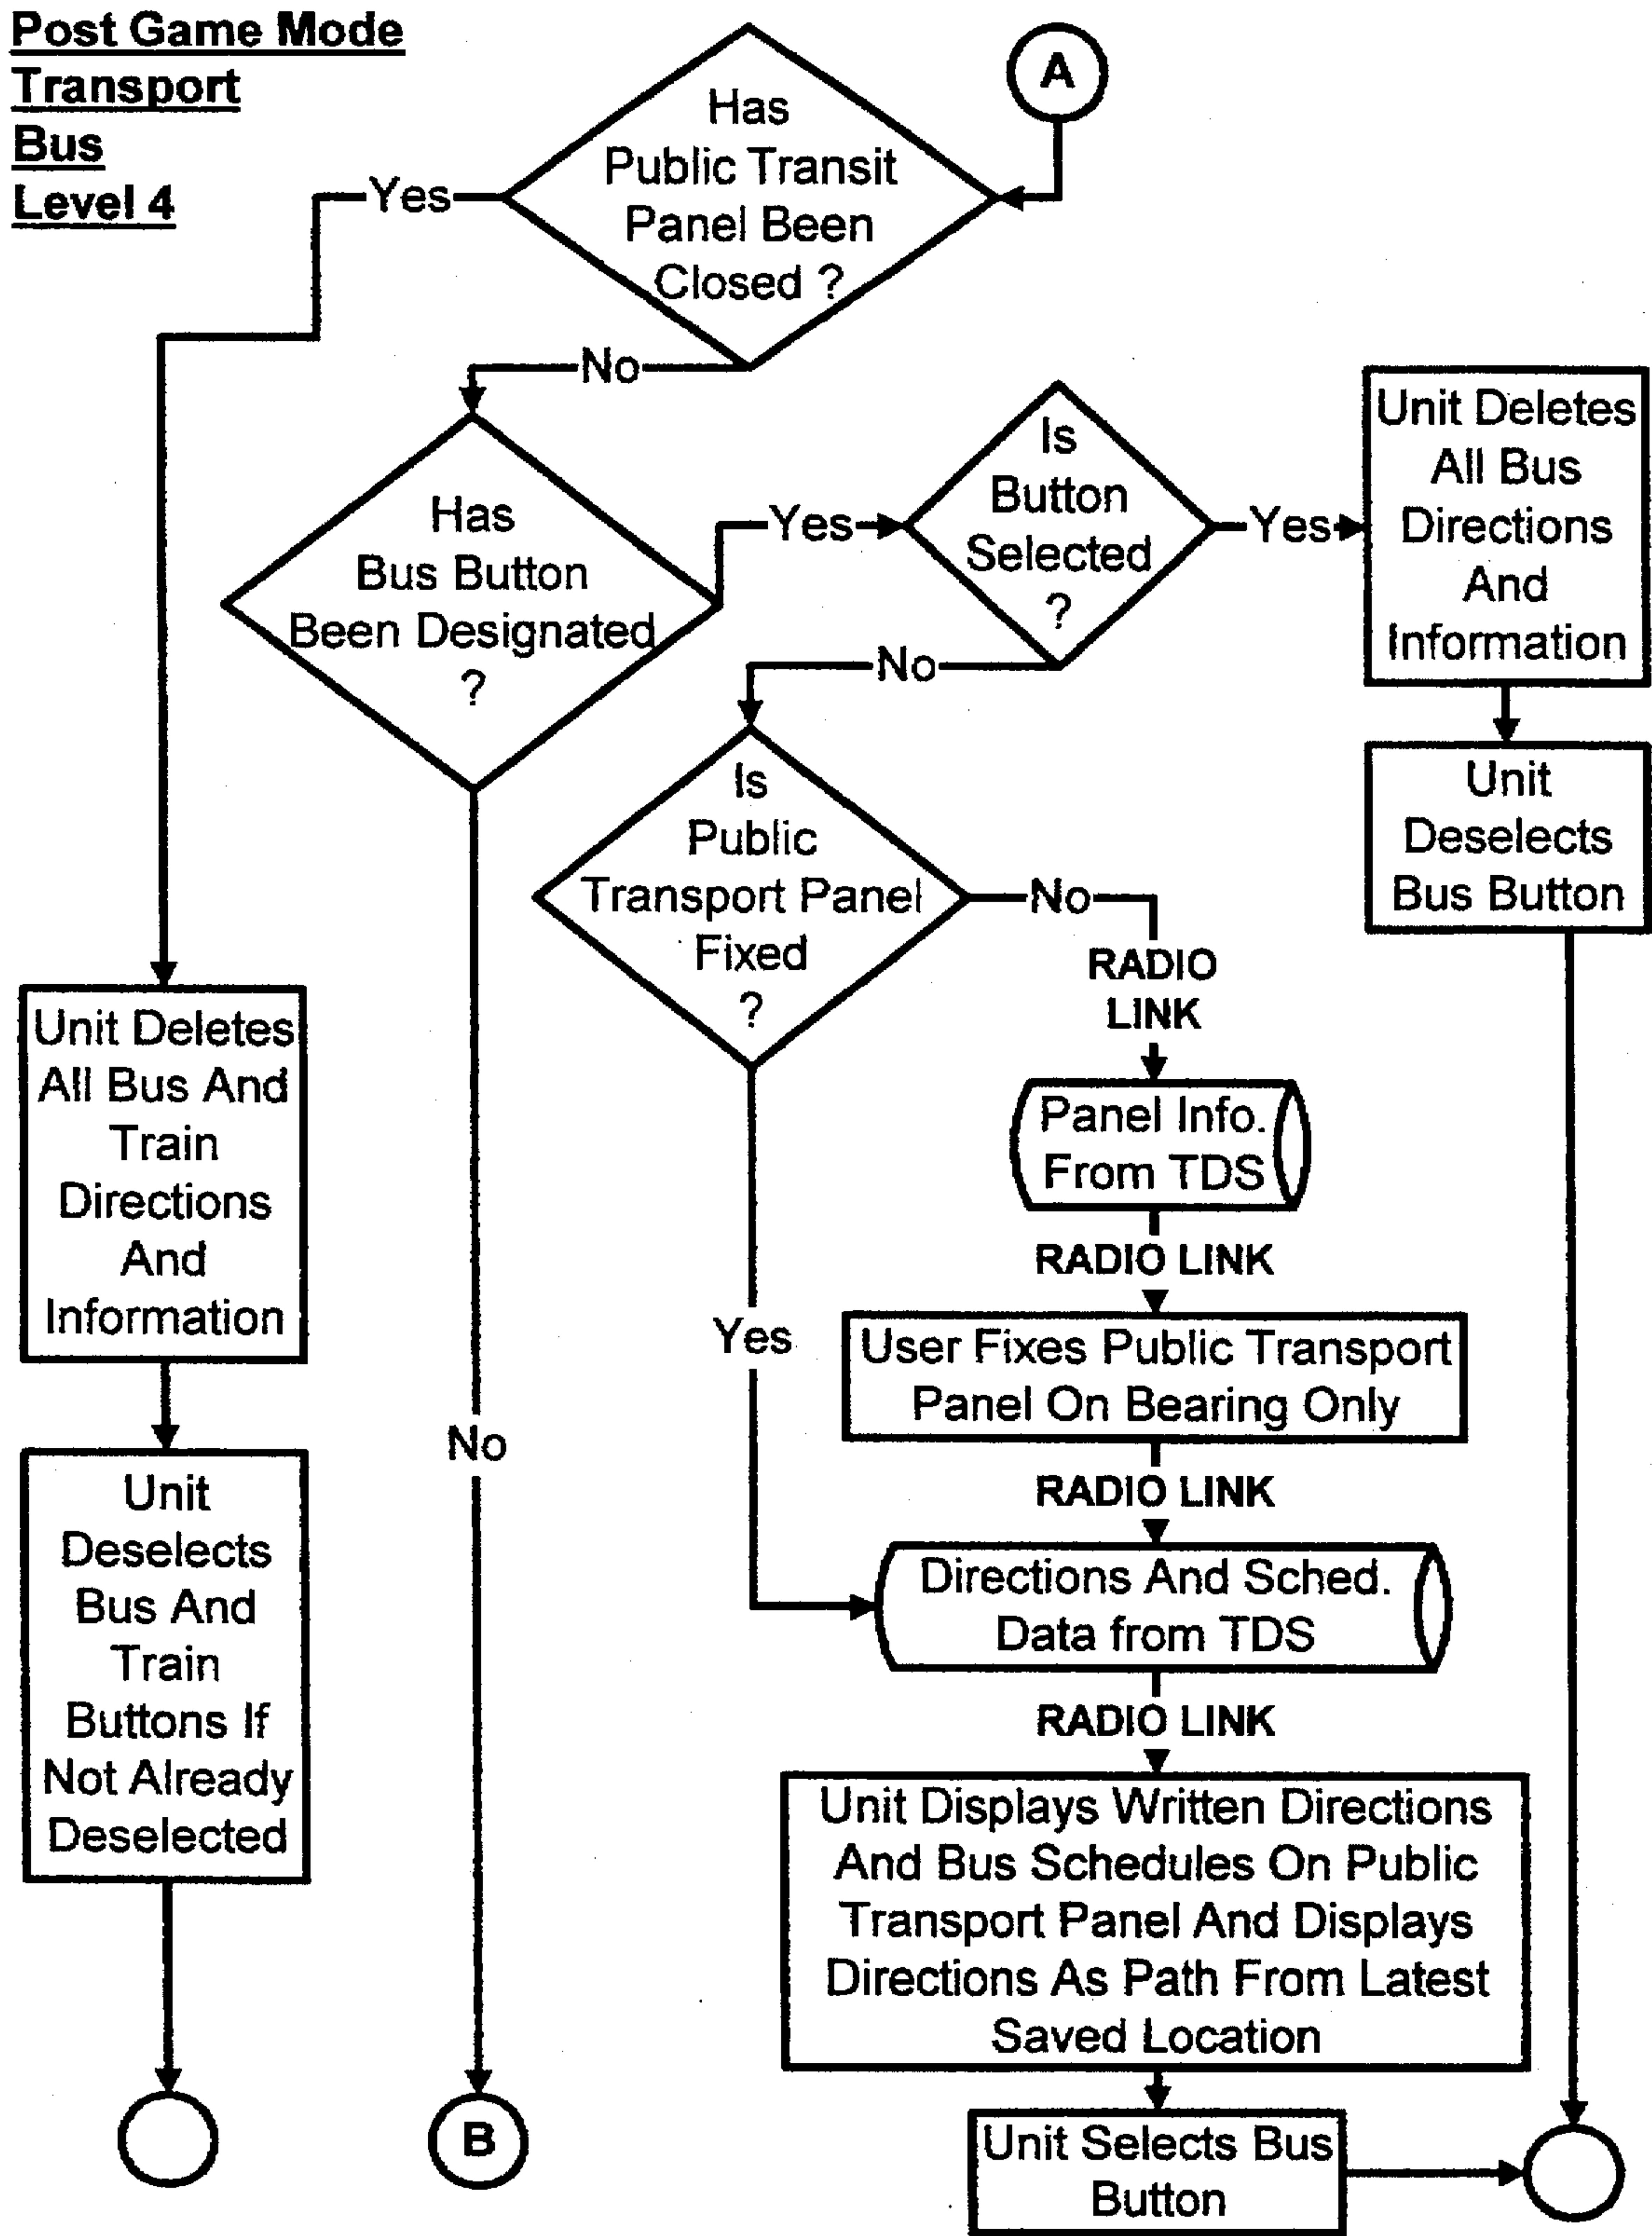 Post Game Mode
Transport
Bus
Level 4
A
Has
Public Transit
Panel Been
Closed ?
Yes
No
Has
Bus Button
Been Designated
?
Yes
Is
Button
Selected
?
Yes
Unit Deletes
All Bus
Directions
And
Information
No
Unit
Deselects
Bus Button
Is
Public
Transport Panel
Fixed
?
No
RADIO
LINK
Panel Info.
From TDS
RADIO LINK
User Fixes Public Transport
Panel On Bearing Only
RADIO LINK
Yes
Directions And Sched.
Data from TDS
RADIO LINK
Unit Displays Written Directions
And Bus Schedules On Public
Transport Panel And Displays
Directions As Path From Latest
Saved Location
Unit Selects Bus
Button
Unit Deletes
All Bus And
Train
Directions
And
Information
Unit
Deselects
Bus And
Train
Buttons If
Not Already
Deselected
No
B